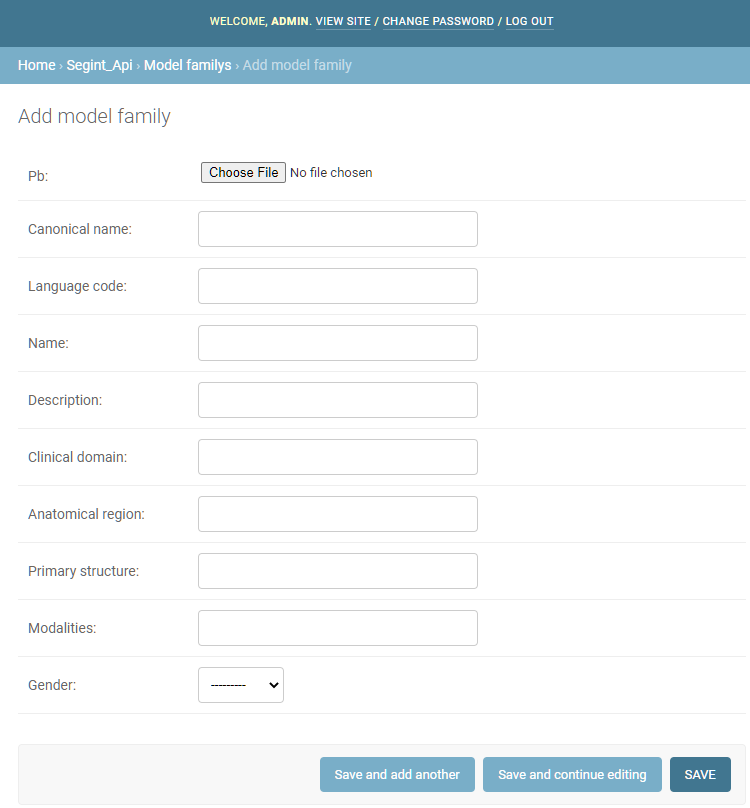 WELCOME, ADMIN. VIEW SITE / CHANGE PASSWORD / LOG OUT
Home › Segint_Api › Model familys › Add model family
Add model family
Pb: Choose File No file chosen
Canonical name:
Language code:
Name:
Description:
Clinical domain:
Anatomical region:
Primary structure:
Modalities:
Gender: ---------
Save and add another Save and continue editing SAVE